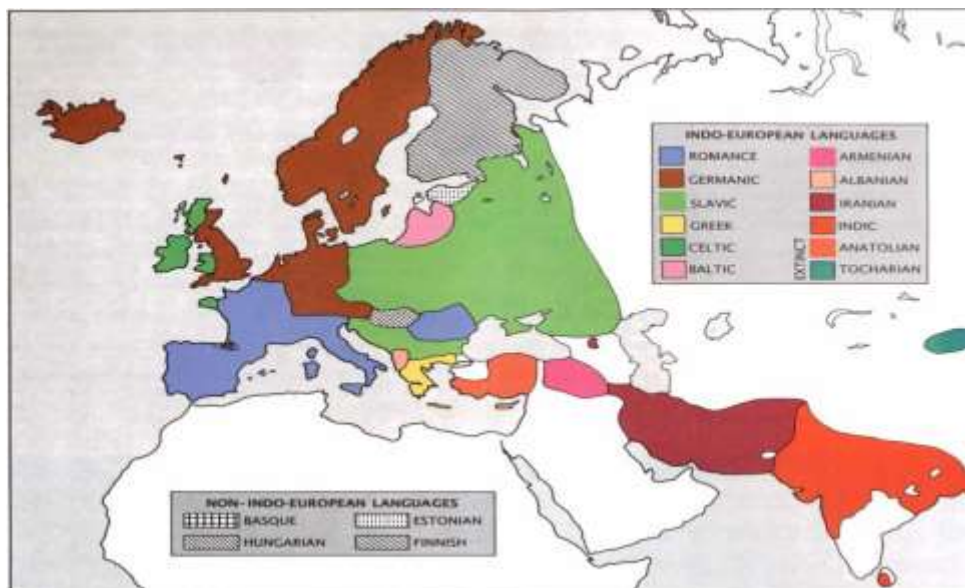 INDO-EUROPEAN LANGUAGES
ROMANCE ARMENIAN
GERMANIC ALBANIAN
SLAVIC IRANIAN
GREEK INDIC
CELTIC ANATOLIAN
BALTIC TOCHARIAN
EXTINCT
NON-INDO-EUROPEAN LANGUAGES
BASQUE ESTONIAN
HUNGARIAN FINNISH